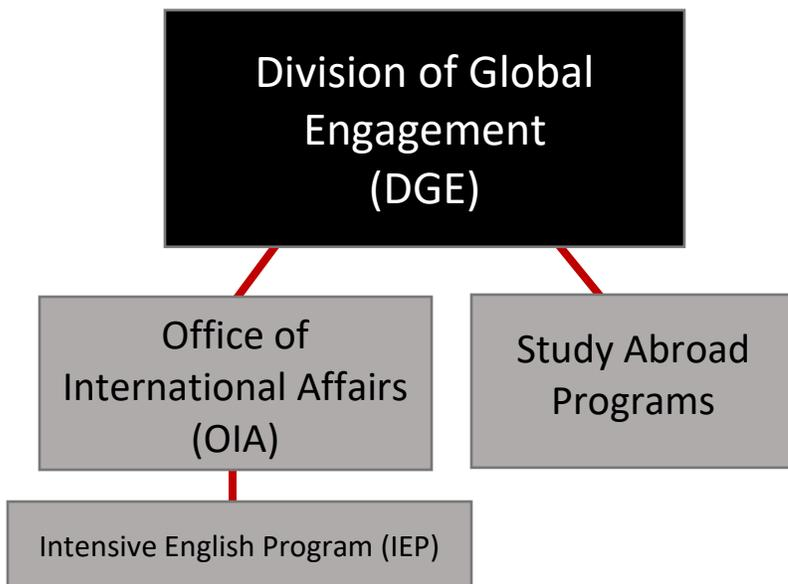 Division of Global
Engagement
(DGE)
Office of
International Affairs
(OIA)
Study Abroad
Programs
Intensive English Program (IEP)